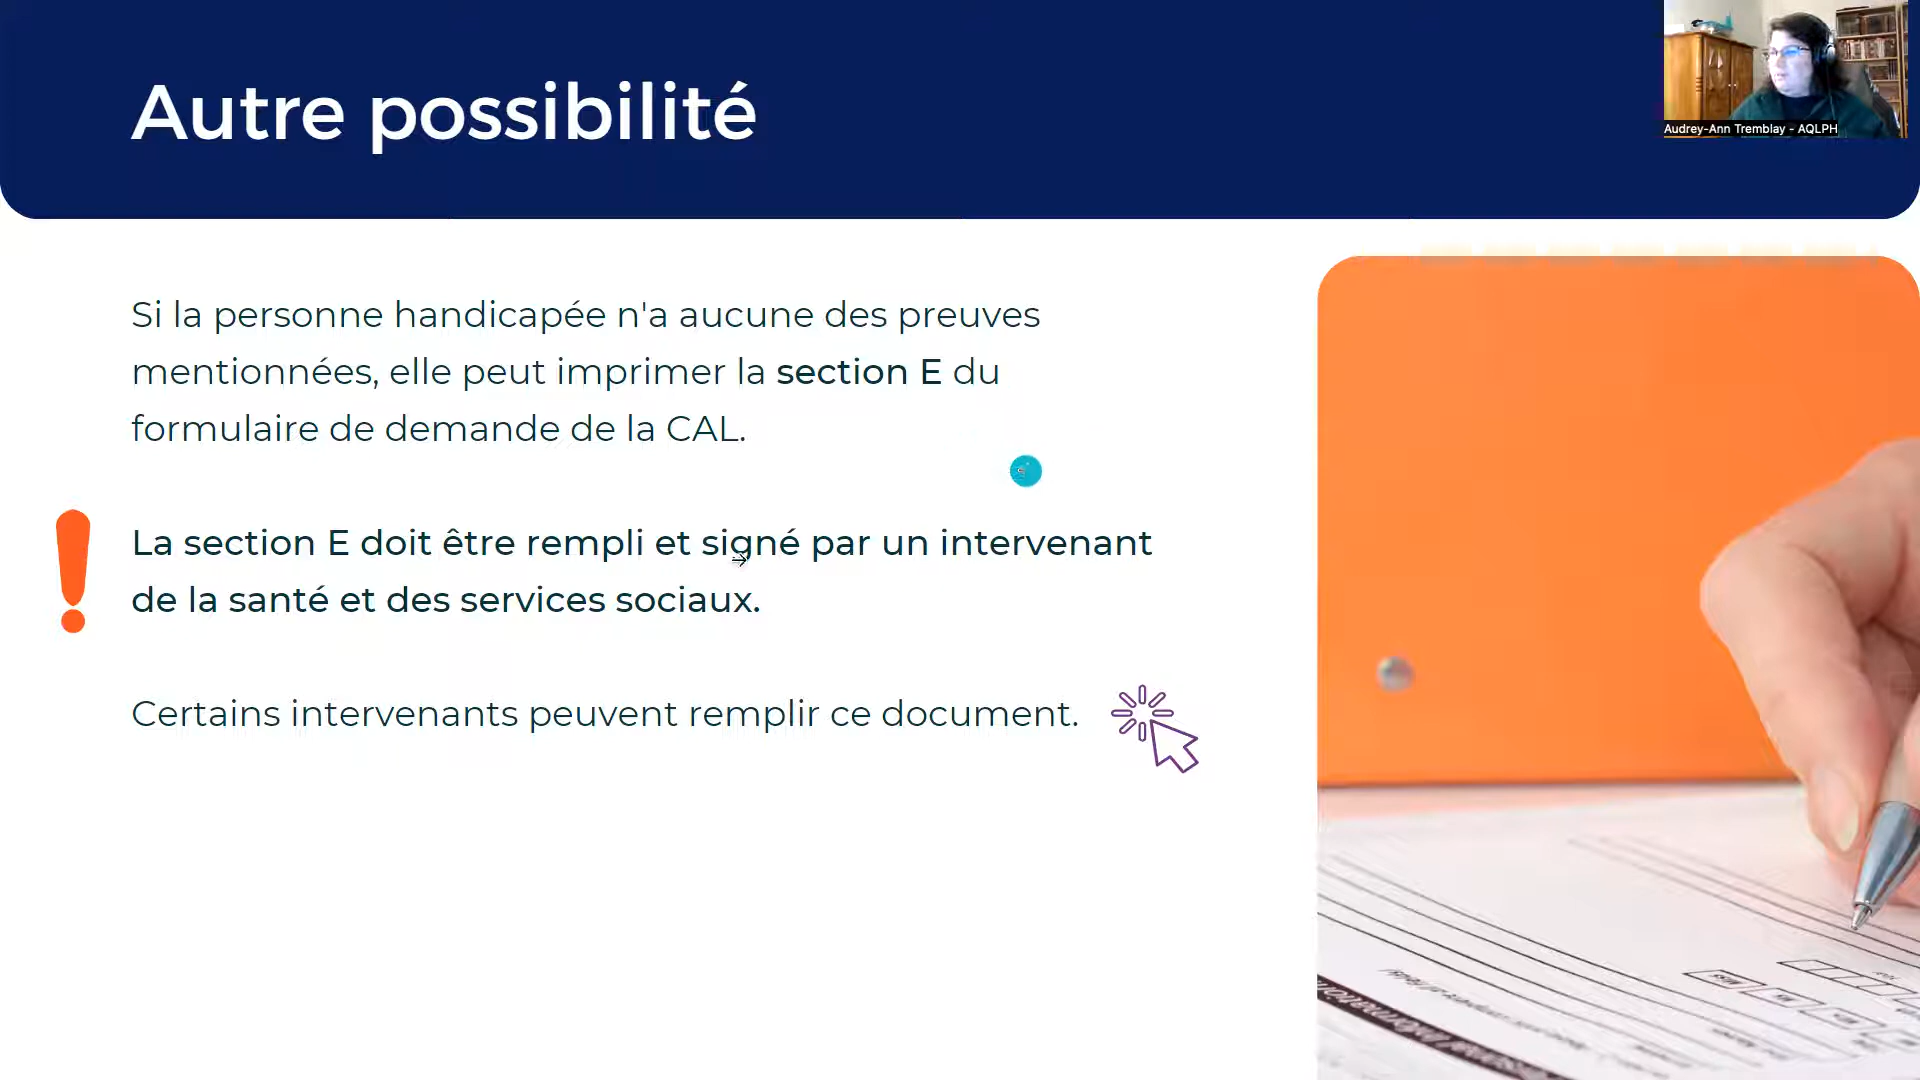 Autre possibilité
Audrey-Ann Tremblay - AQLPH
Si la personne handicapée n'a aucune des preuves
mentionnées, elle peut imprimer la section E du
formulaire de demande de la CAL.
La section E doit être rempli et signé par un intervenant
de la santé et des services sociaux.
Certains intervenants peuvent remplir ce document.